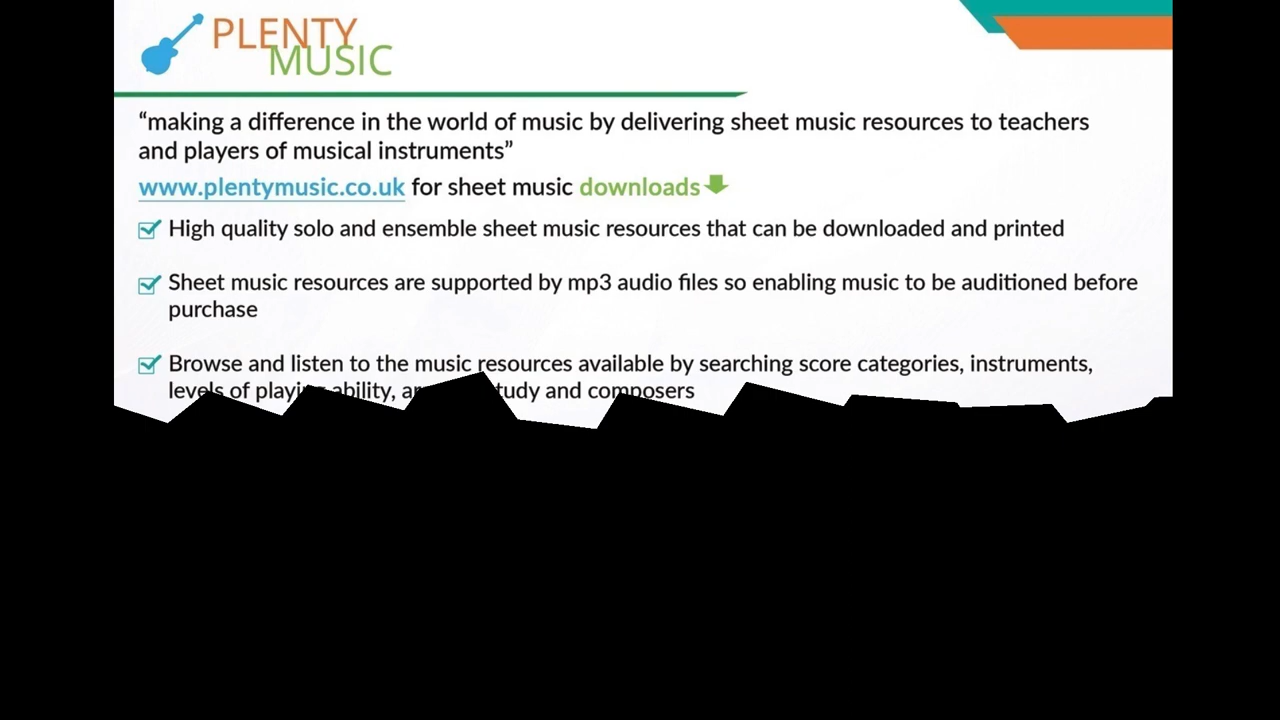 PLENTY
MUSIC
“making a difference in the world of music by delivering sheet music resources to teachers
and players of musical instruments”
www.plentymusic.co.uk for sheet music downloads
High quality solo and ensemble sheet music resources that can be downloaded and printed
Sheet music resources are supported by mp3 audio files so enabling music to be auditioned before
purchase
Browse and listen to the music resources available by searching score categories, instruments,
levels of playing ability, and composers